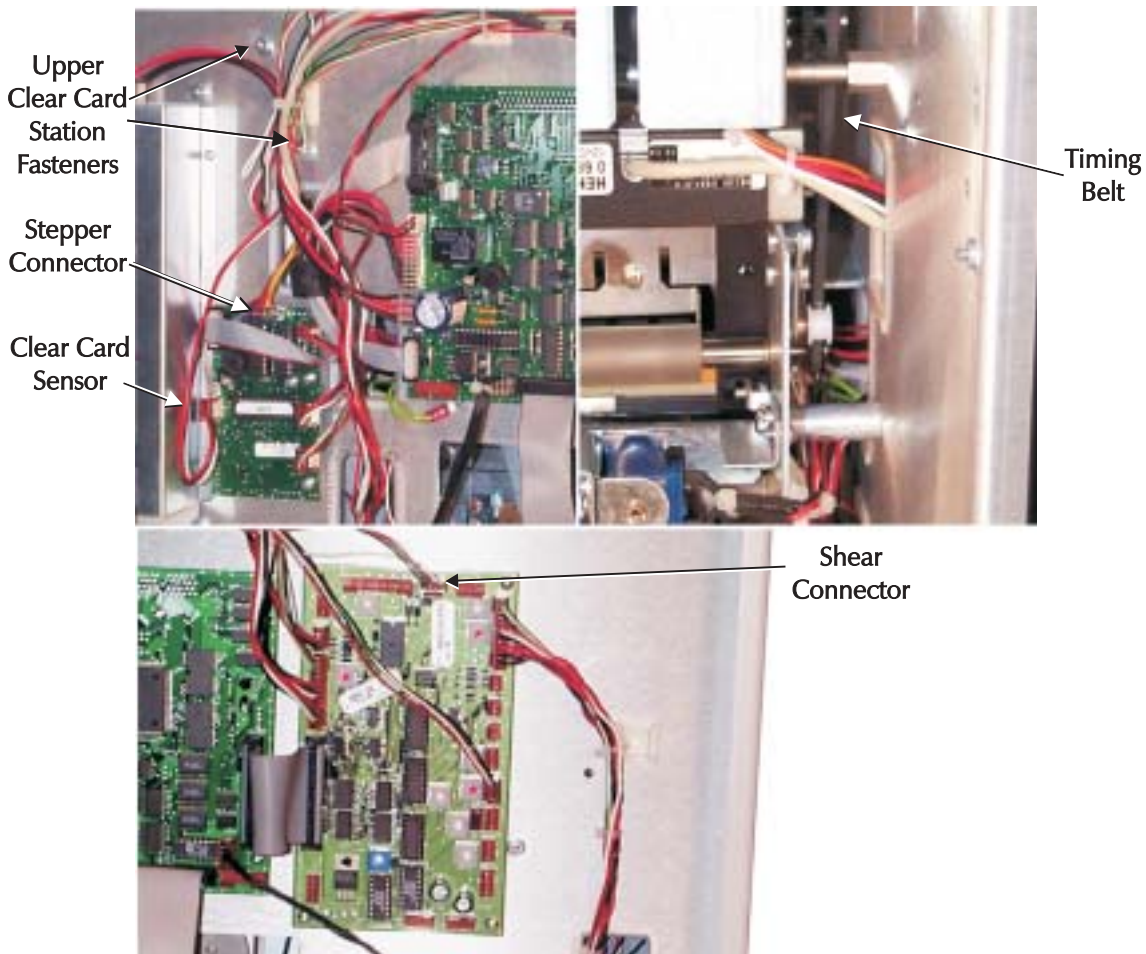 Upper
Clear Card
Station
Fasteners
Stepper
Connector
Clear Card
Sensor
Timing
Belt
Shear
Connector